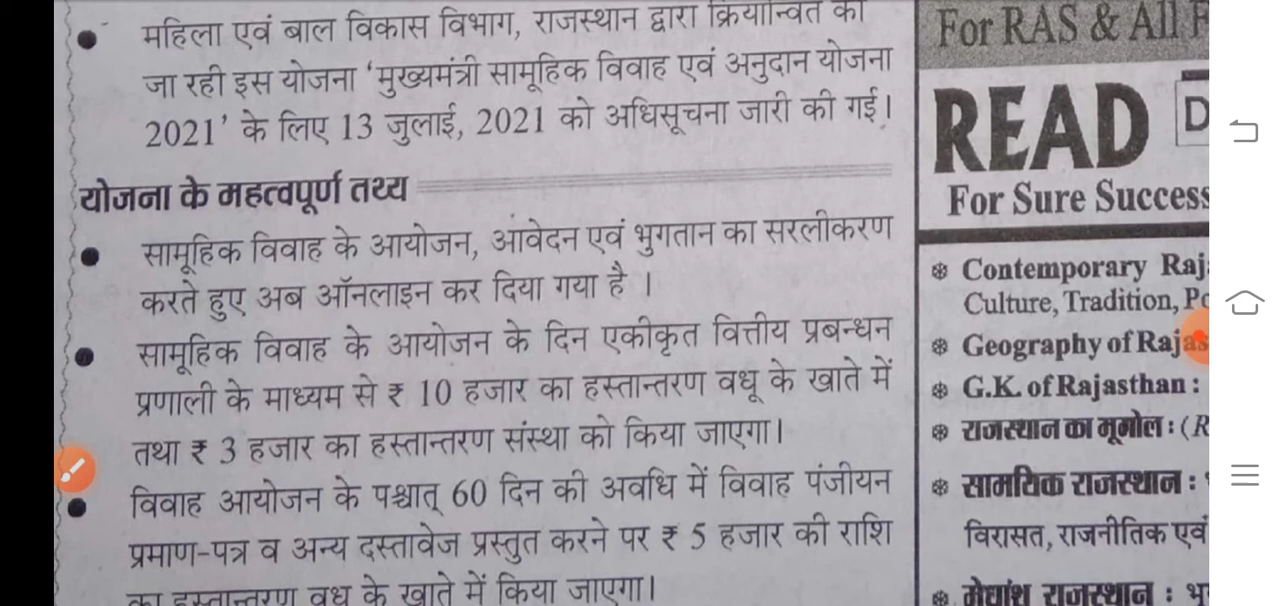 महिला एवं बाल विकास विभाग, राजस्थान द्वारा क्रियान्वित की
जा रही इस योजना 'मुख्यमंत्री सामूहिक विवाह एवं अनुदान योजना
2021' के लिए 13 जुलाई, 2021 को अधिसूचना जारी की गई।
योजना के महत्वपूर्ण तथ्य
सामूहिक विवाह के आयोजन, आवेदन एवं भुगतान का सरलीकरण
करते हुए अब ऑनलाइन कर दिया गया है ।
सामूहिक विवाह के आयोजन के दिन एकीकृत वित्तीय प्रबन्धन
प्रणाली के माध्यम से ₹ 10 हजार का हस्तान्तरण वधू के खाते में
तथा ₹ 3 हजार का हस्तान्तरण संस्था को किया जाएगा।
विवाह आयोजन के पश्चात् 60 दिन की अवधि में विवाह पंजीयन
प्रमाण-पत्र व अन्य दस्तावेज प्रस्तुत करने पर ₹ 5 हजार की राशि
का हस्तान्तरण वधू के खाते में किया जाएगा।
For RAS & All
READ
For Sure Success
Contemporary Raj
Culture, Tradition,
Geography of Rajas
G.K. of Rajasthan :
राजस्थान का भूगोल : (R
सामयिक राजस्थान :
विरासत, राजनीतिक एवं
मेघांश राजस्थान :